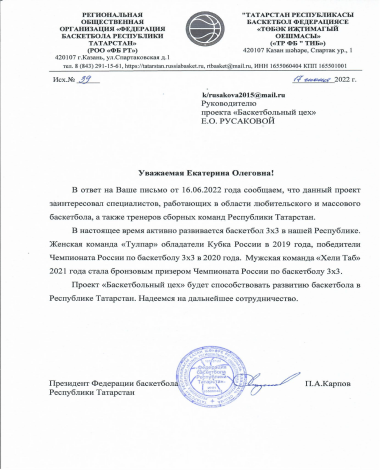 РЕГИОНАЛЬНАЯ
ОБЩЕСТВЕННАЯ
ОРГАНИЗАЦИЯ «ФЕДЕРАЦИЯ
БАСКЕТБОЛА РЕСПУБЛИКИ
ТАТАРСТАН»
(РОО «ФБ РТ»)
420107 г.Казань, ул.Спартаковская д.1
"ТАТАРСТАН РЕСПУБЛИКАСЫ
БАСКЕТБОЛ ФЕДЕРАЦИЯСЕ
«ТӨБӘК ИҖТИМАГЫЙ
ОЕШМАСЫ»
(«ТР ФБ " ТИБ»)
420107 Казан шәһәре, Спартак ур., 1
тел. 8 (843) 291-15-61, https://tatarstan.russiabasket.ru, rtbasket@mail.ru, ИНН 1655060464 КПП 165501001
Исх.№ 39
17 июня 2022 г.
k/rusakova2015@mail.ru
Руководителю
проекта «Баскетбольный цех»
Е.О. РУСАКОВОЙ
Уважаемая Екатерина Олеговна!
В ответ на Ваше письмо от 16.06.2022 года сообщаем, что данный проект
заинтересовал специалистов, работающих в области любительского и массового
баскетбола, а также тренеров сборных команд Республики Татарстан.
В настоящее время активно развивается баскетбол 3х3 в нашей Республике.
Женская команда «Тулпар» обладатели Кубка России в 2019 года, победители
Чемпионата России по баскетболу 3х3 в 2020 года. Мужская команда «Хели Таб»
2021 года стала бронзовым призером Чемпионата России по баскетболу 3х3.
Проект «Баскетбольный цех» будет способствовать развитию баскетбола в
Республике Татарстан. Надеемся на дальнейшее сотрудничество.
Президент Федерации баскетбола
Республики Татарстан
П.А.Карпов